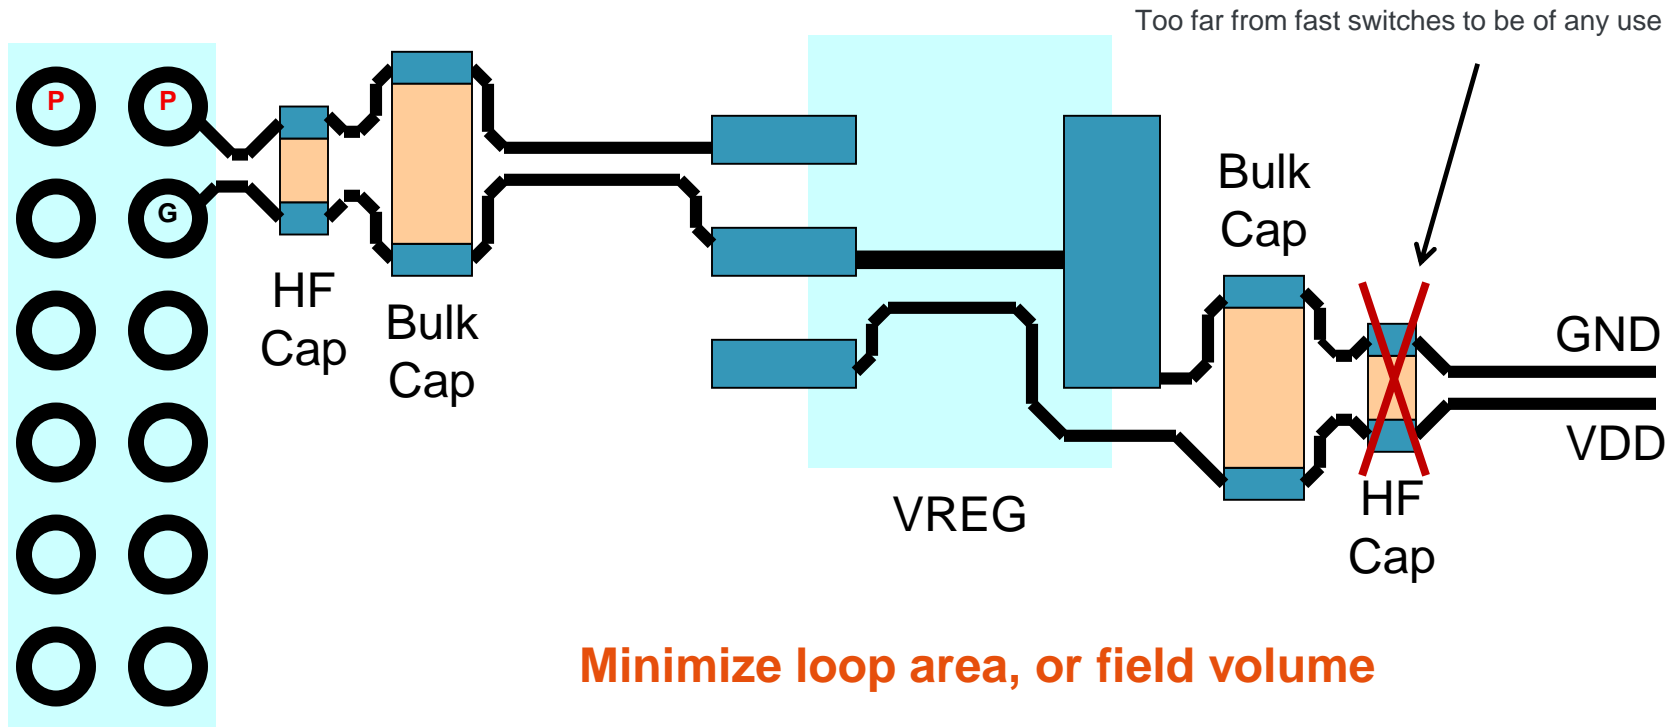 Too far from fast switches to be of any use
P
P
G
HF
Cap
Bulk
Cap
VREG
Bulk
Cap
GND
VDD
HF
Cap
Minimize loop area, or field volume